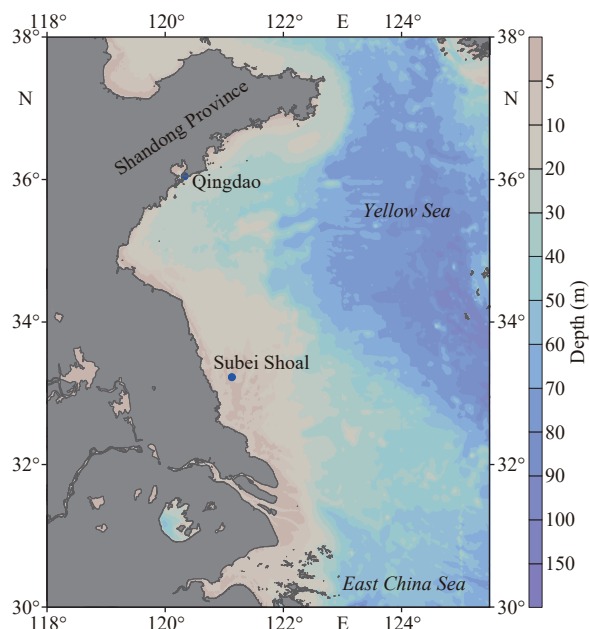 118° 120° 122° E 124°
38° 38°
N N
Shandong Province
Qingdao
36° 36°
Yellow Sea
34° 34°
Subei Shoal
32° 32°
East China Sea
30° 30°
118° 120° 122° E 124°
5
10
20
30
40
50
60
70
80
90
100
150
Depth (m)